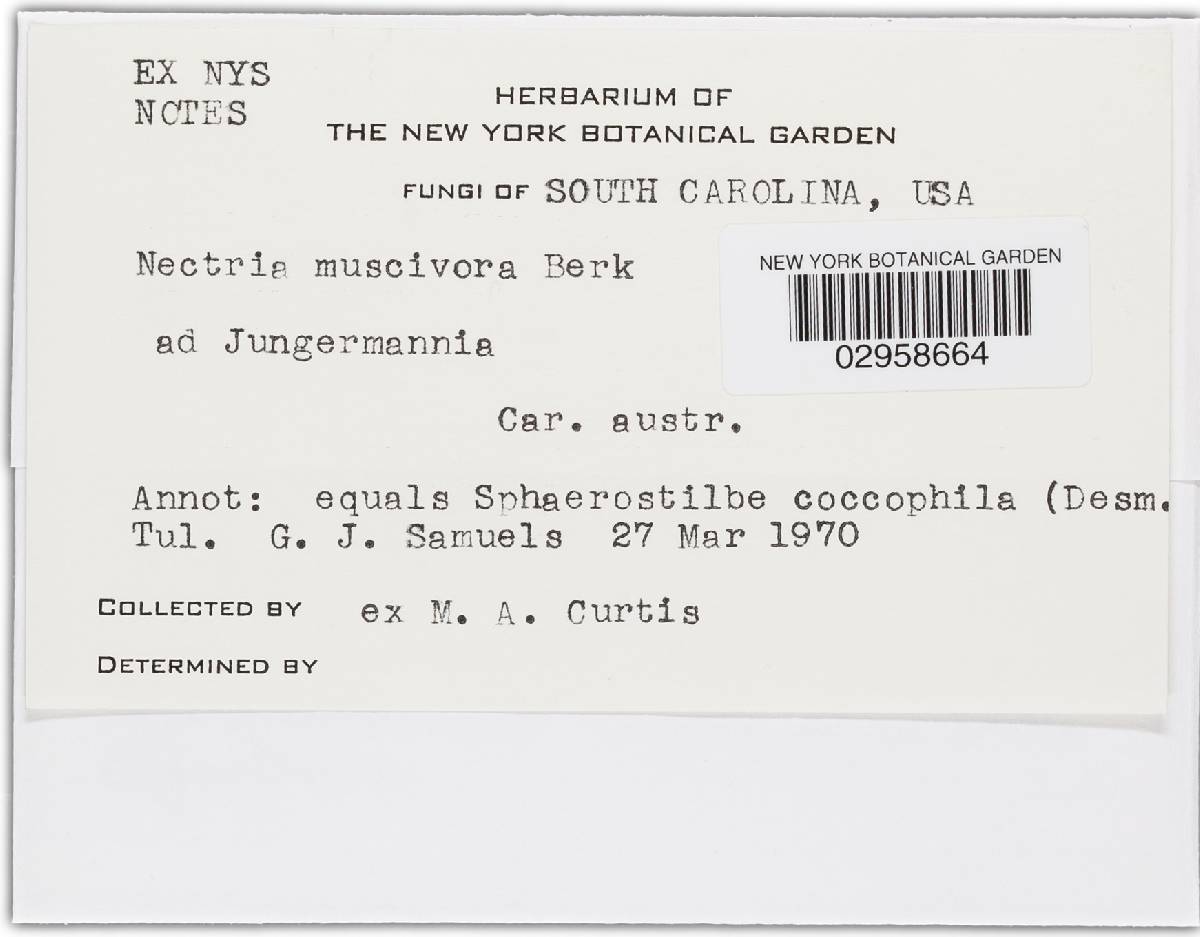 EX NYS
NOTES
HERBARIUM OF
THE NEW YORK BOTANICAL GARDEN
FUNGI OF SOUTH CAROLINA, USA
Nectria muscivora Berk
NEW YORK BOTANICAL GARDEN
02958664
ad Jungermannia
Car. austr.
Annot: equals Sphaerostilbe coccophila (Desm.
Tul. G. J. Samuels 27 Mar 1970
COLLECTED BY ex M. A. Curtis
DETERMINED BY